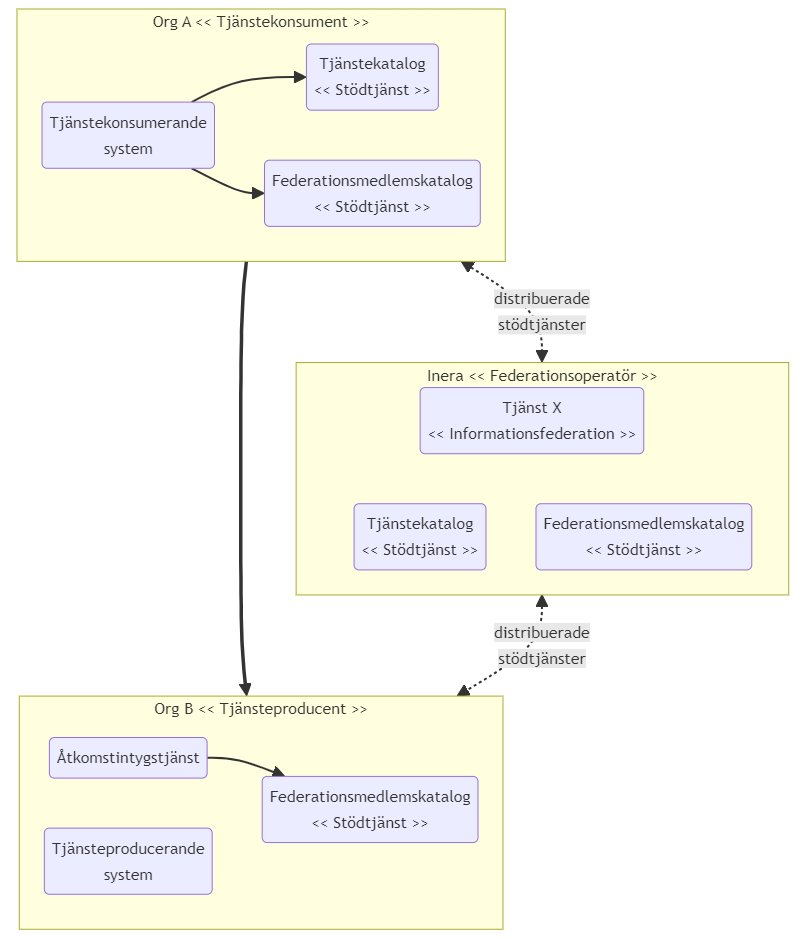 Org A << Tjänstekonsument >>
Tjänstekatalog
<< Stödtjänst >>
Tjänstekonsumerande
system
Federationsmedlemskatalog
<< Stödtjänst >>
distribuerade
stödtjänster
Inera << Federationsoperatör >>
Tjänst X
<< Informationsfederation >>
Tjänstekatalog
<< Stödtjänst >>
Federationsmedlemskatalog
<< Stödtjänst >>
distribuerade
stödtjänster
Org B << Tjänsteproducent >>
Åtkomstintygstjänst
Federationsmedlemskatalog
<< Stödtjänst >>
Tjänsteproducerande
system